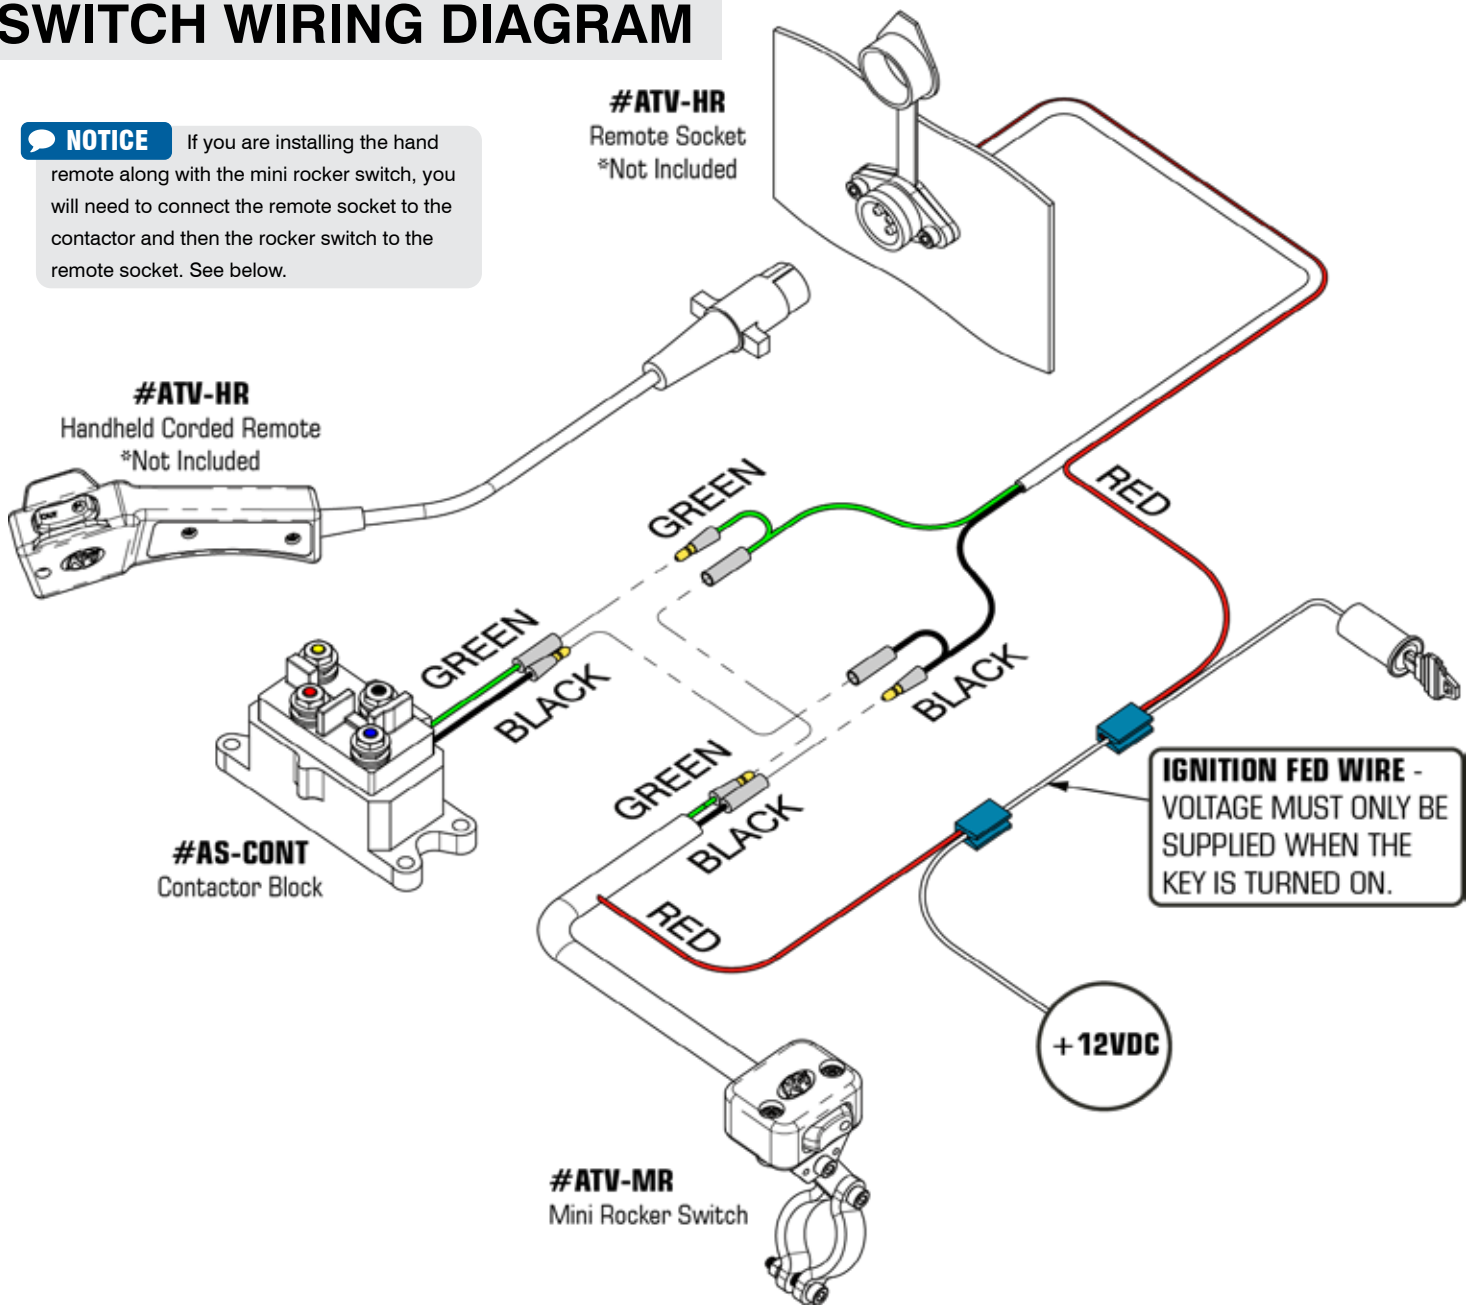 SWITCH WIRING DIAGRAM
NOTICE If you are installing the hand
remote along with the mini rocker switch, you
will need to connect the remote socket to the
contactor and then the rocker switch to the
remote socket. See below.
#ATV-HR
Remote Socket
*Not Included
#ATV-HR
Handheld Corded Remote
*Not Included
GREEN
RED
GREEN
BLACK
BLACK
GREEN
BLACK
#AS-CONT
Contactor Block
IGNITION FED WIRE -
VOLTAGE MUST ONLY BE
SUPPLIED WHEN THE
KEY IS TURNED ON.
RED
+12VDC
#ATV-MR
Mini Rocker Switch